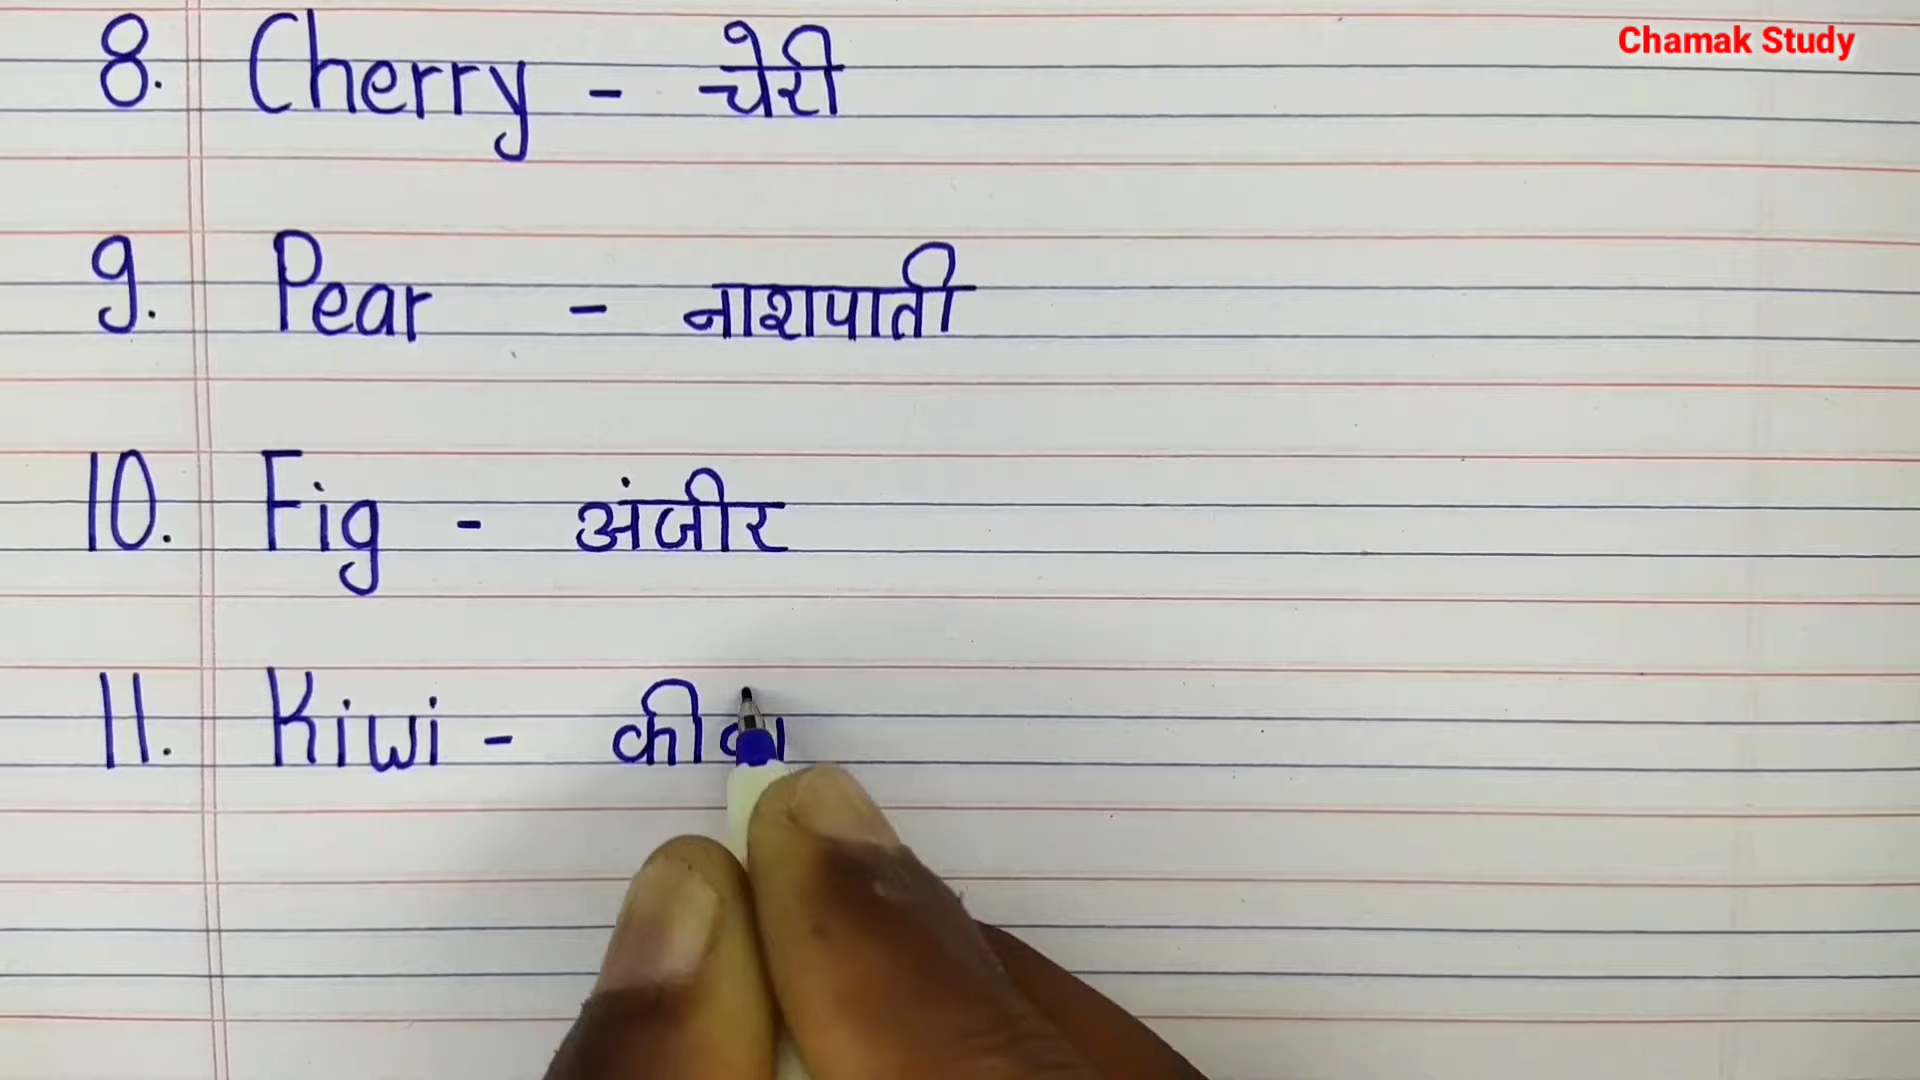 Chamak Study
8. Cherry - चेरी
9. Pear - नाशपाती
10. Fig - अंजीर
11. Kiwi -